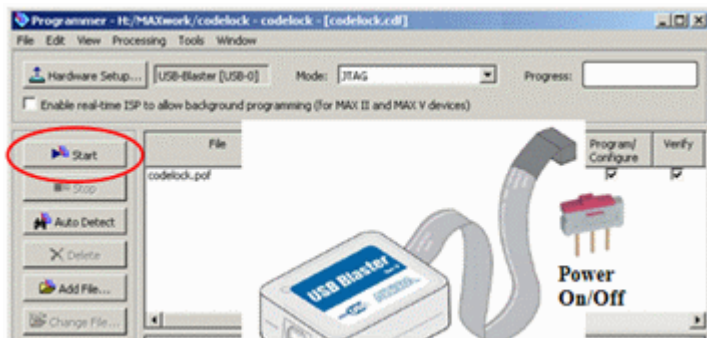 Programmer - H:/MAXwork/codelock - codelock - [codelock.cdf]
File Edit View Processing Tools Window
Hardware Setup... USB-Blaster [USB-0] Mode: JTAG Progress:
Enable real-time ISP to allow background programming (for MAX II and MAX V devices)
Start
File Program/ Configure Verify
codelock.pof
Stop
Auto Detect
Delete
Add File...
Change File...
USB Blaster
Power
On/Off